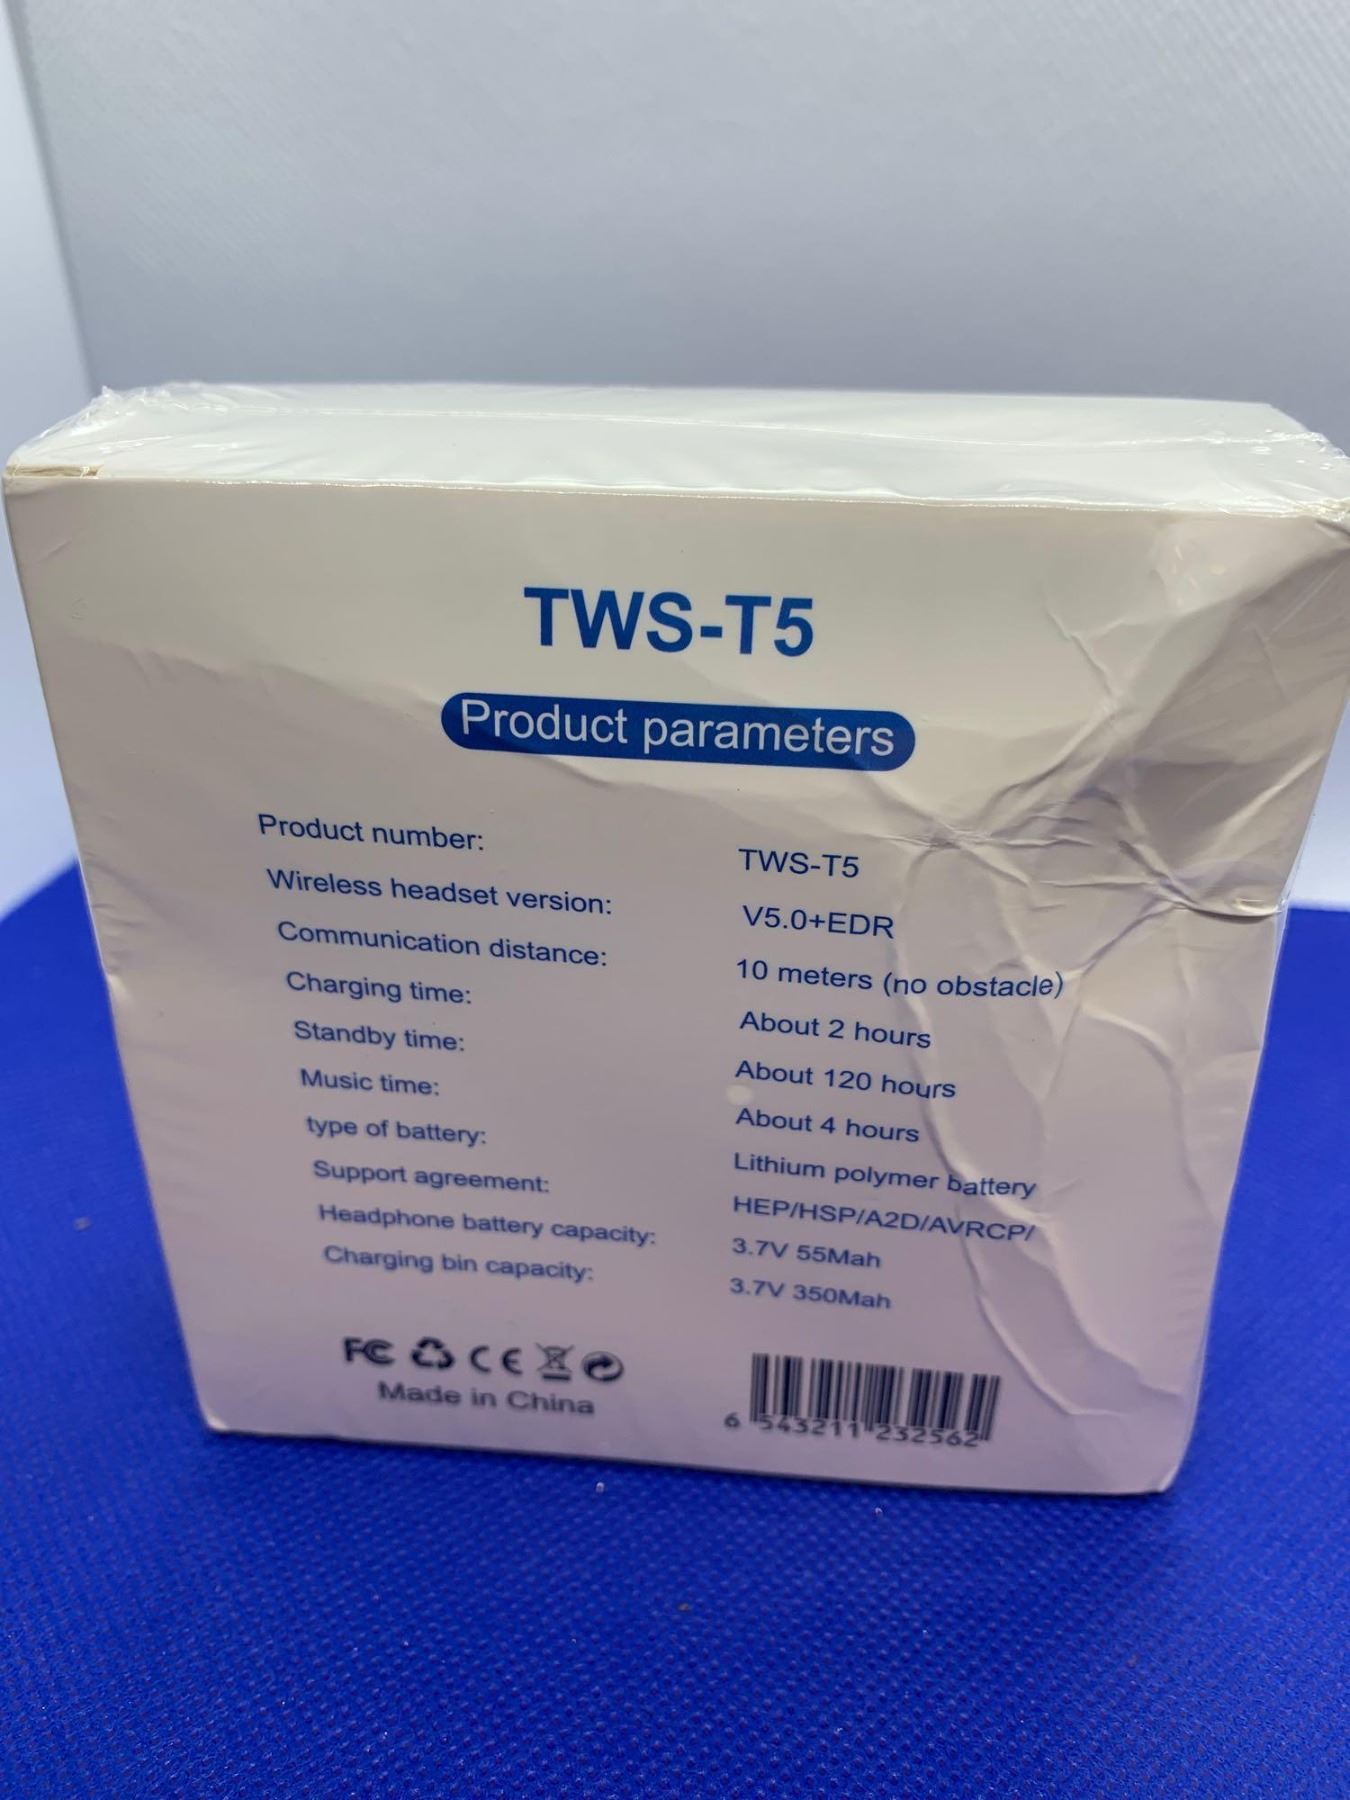 TWS-T5
Product parameters
Product number: TWS-T5
Wireless headset version: V5.0+EDR
Communication distance: 10 meters (no obstacle)
Charging time: About 2 hours
Standby time: About 120 hours
Music time: About 4 hours
type of battery: Lithium polymer battery
Support agreement: HEP/HSP/A2D/AVRCP/
Headphone battery capacity: 3.7V 55Mah
Charging bin capacity: 3.7V 350Mah
FC CE
Made in China
6 543211 232562